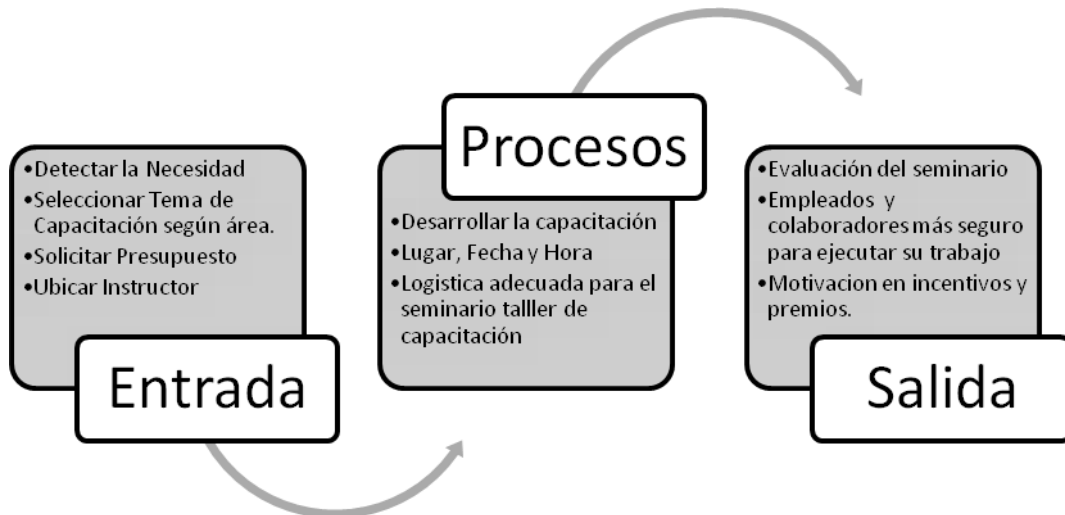 •Detectar la Necesidad
•Seleccionar Tema de
Capacitación según área.
•Solicitar Presupuesto
•Ubicar Instructor
Entrada
Procesos
•Desarrollar la capacitación
•Lugar, Fecha y Hora
•Logistica adecuada para el
seminario talller de
capacitación
•Evaluación del seminario
•Empleados y
colaboradores más seguro
para ejecutar su trabajo
•Motivacion en incentivos y
premios.
Salida